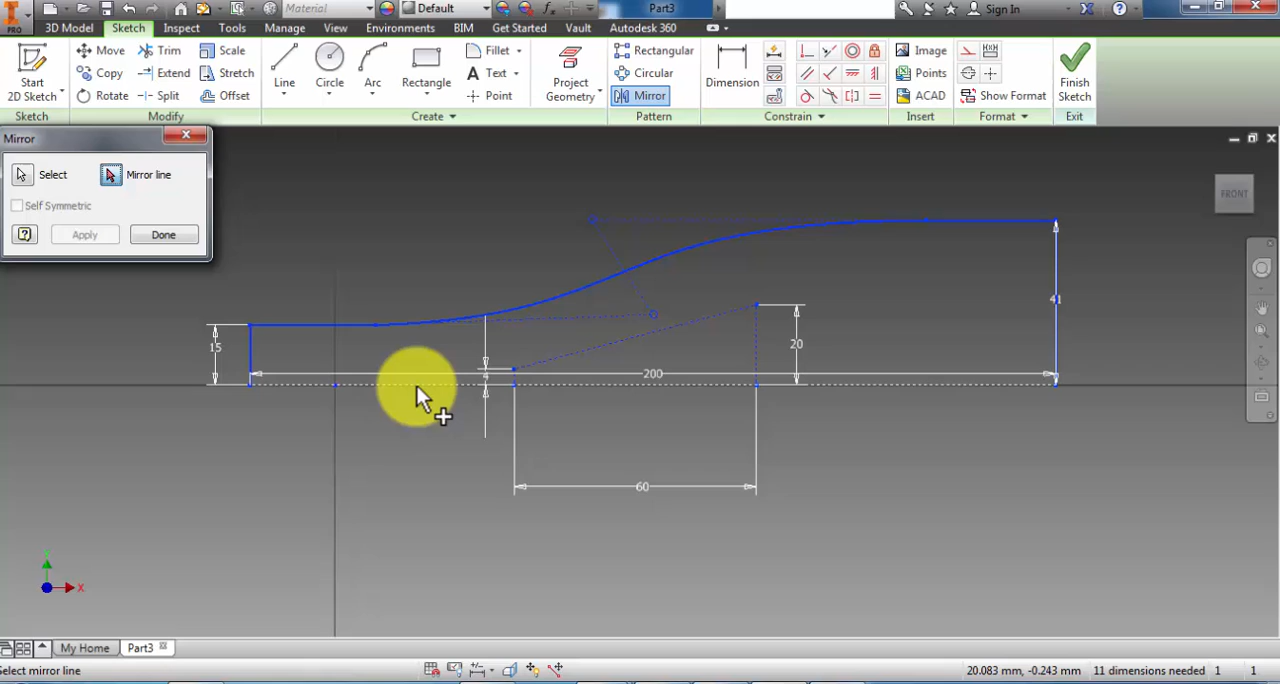 Material Default Part3 Sign In
PRO 3D Model Sketch Inspect Tools Manage View Environments BIM Get Started Vault Autodesk 360
Move Trim Scale Fillet Rectangular Image
Start 2D Sketch Copy Extend Stretch Line Circle Arc Rectangle Text Project Geometry Circular Dimension Points Finish Sketch
Rotate Split Offset Point Mirror ACAD Show Format
Sketch Modify Create Pattern Constrain Insert Format Exit
Mirror
Select Mirror line
Self Symmetric
Apply Done
FRONT
41
15
20
4
200
60
Y
X
My Home Part3
Select mirror line 20.083 mm, -0.243 mm 11 dimensions needed 1 1